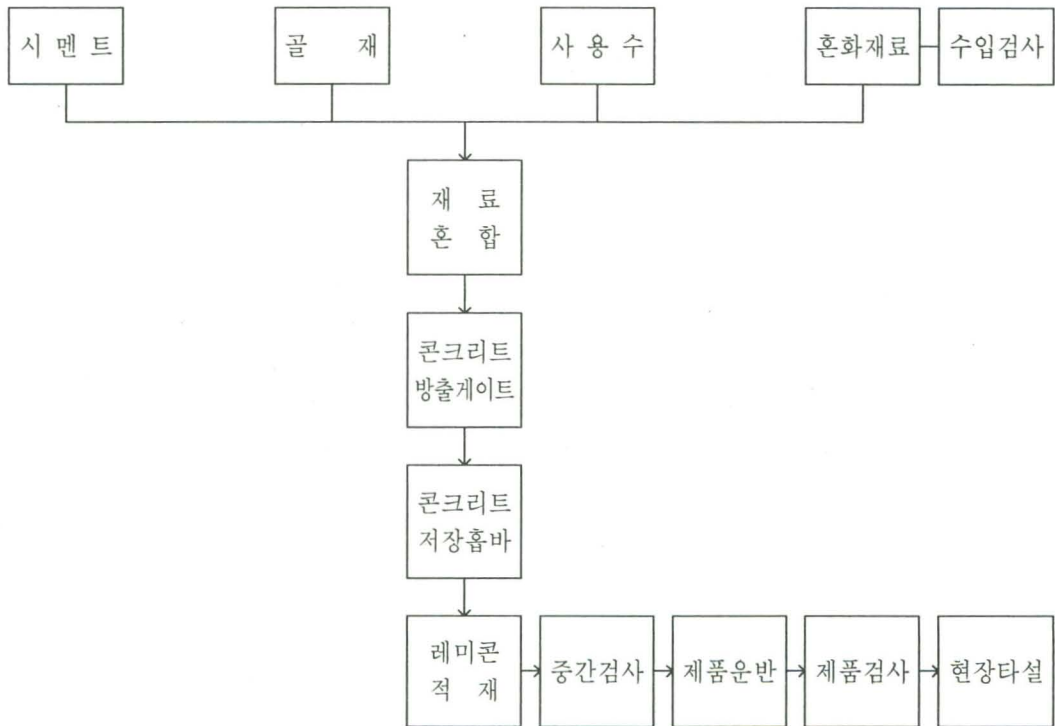 시 멘 트
골 재
사 용 수
혼화재료
수입검사
재 료
혼 합
콘크리트
방출게이트
콘크리트
저장홉바
레미콘
적 재
중간검사
제품운반
제품검사
현장타설